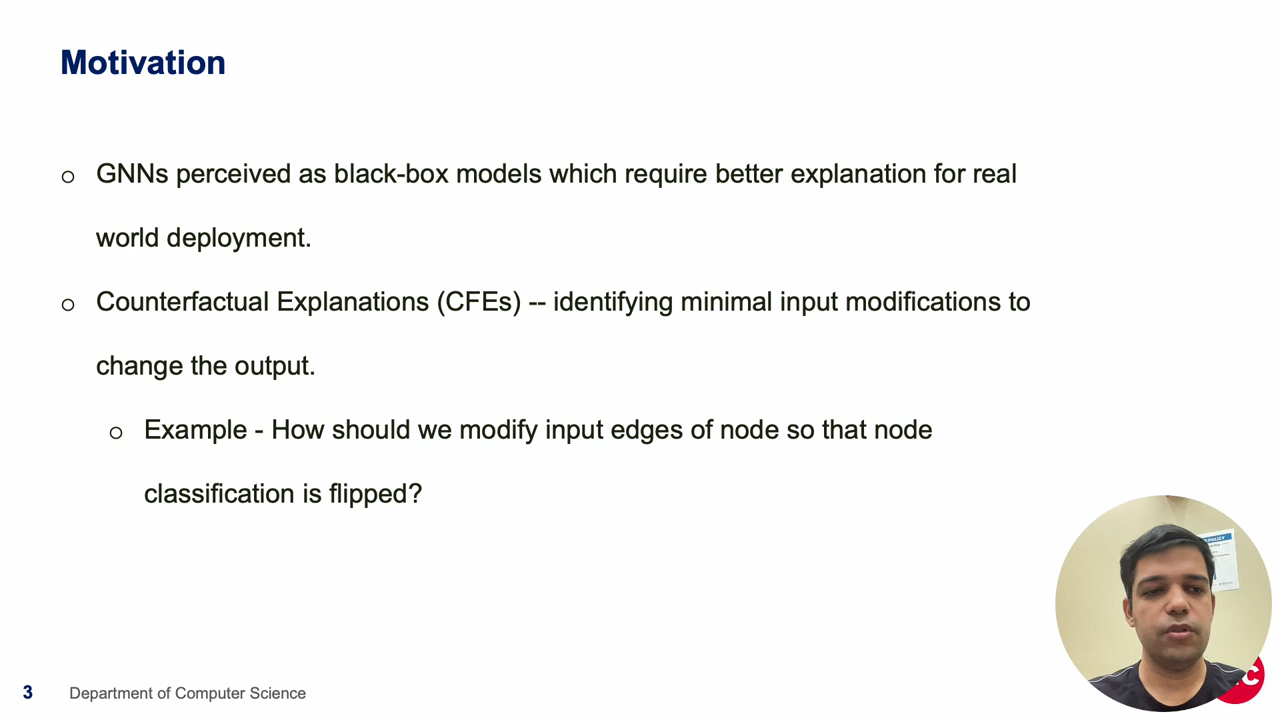 Motivation
o GNNs perceived as black-box models which require better explanation for real
world deployment.
o Counterfactual Explanations (CFEs) -- identifying minimal input modifications to
change the output.
o Example - How should we modify input edges of node so that node
classification is flipped?
POLICY
3 Department of Computer Science
C